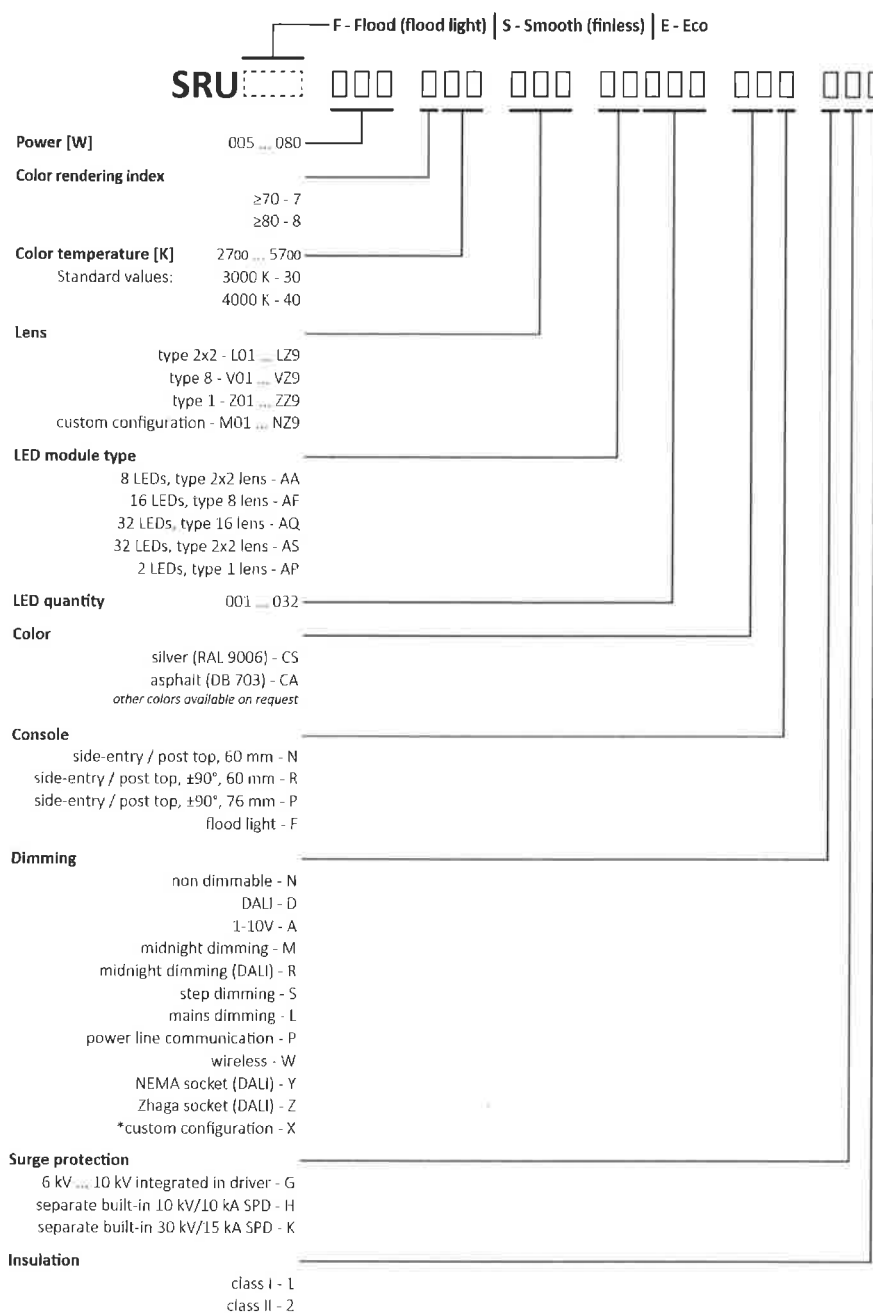 F - Flood (flood light) | S - Smooth (finless) | E - Eco
SRU
Power [W] 005 ... 080
Color rendering index
≥70 - 7
≥80 - 8
Color temperature [K] 2700 ... 5700
Standard values: 3000 K - 30
4000 K - 40
Lens
type 2x2 - L01 ... LZ9
type 8 - V01 ... VZ9
type 1 - Z01 ... ZZ9
custom configuration - M01 ... NZ9
LED module type
8 LEDs, type 2x2 lens - AA
16 LEDs, type 8 lens - AF
32 LEDs, type 16 lens - AQ
32 LEDs, type 2x2 lens - AS
2 LEDs, type 1 lens - AP
LED quantity 001 ... 032
Color
silver (RAL 9006) - CS
asphalt (DB 703) - CA
other colors available on request
Console
side-entry / post top, 60 mm - N
side-entry / post top, ±90°, 60 mm - R
side-entry / post top, ±90°, 76 mm - P
flood light - F
Dimming
non dimmable - N
DALI - D
1-10V - A
midnight dimming - M
midnight dimming (DALI) - R
step dimming - S
mains dimming - L
power line communication - P
wireless - W
NEMA socket (DALI) - Y
Zhaga socket (DALI) - Z
*custom configuration - X
Surge protection
6 kV ... 10 kV integrated in driver - G
separate built-in 10 kV/10 kA SPD - H
separate built-in 30 kV/15 kA SPD - K
Insulation
class I - 1
class II - 2